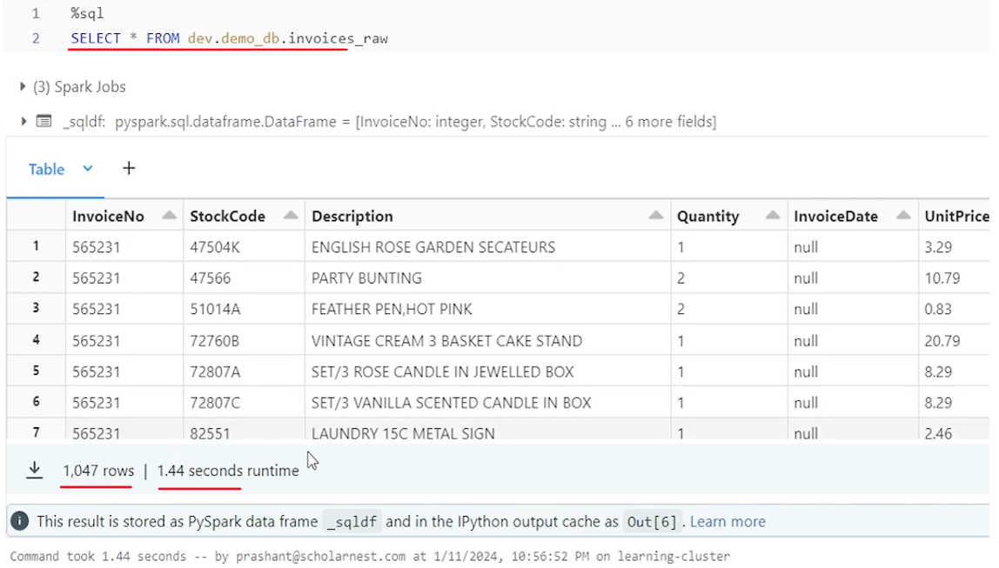 1 %sql
2 SELECT * FROM dev.demo_db.invoices_raw
(3) Spark Jobs
_sqldf: pyspark.sql.dataframe.DataFrame = [InvoiceNo: integer, StockCode: string ... 6 more fields]
Table +
InvoiceNo StockCode Description Quantity InvoiceDate UnitPrice
1 565231 47504K ENGLISH ROSE GARDEN SECATEURS 1 null 3.29
2 565231 47566 PARTY BUNTING 2 null 10.79
3 565231 51014A FEATHER PEN,HOT PINK 2 null 0.83
4 565231 72760B VINTAGE CREAM 3 BASKET CAKE STAND 1 null 20.79
5 565231 72807A SET/3 ROSE CANDLE IN JEWELLED BOX 1 null 8.29
6 565231 72807C SET/3 VANILLA SCENTED CANDLE IN BOX 1 null 8.29
7 565231 82551 LAUNDRY 15C METAL SIGN 1 null 2.46
1,047 rows | 1.44 seconds runtime
i This result is stored as PySpark data frame _sqldf and in the IPython output cache as Out[6]. Learn more
Command took 1.44 seconds -- by prashant@scholarnest.com at 1/11/2024, 10:56:52 PM on learning-cluster